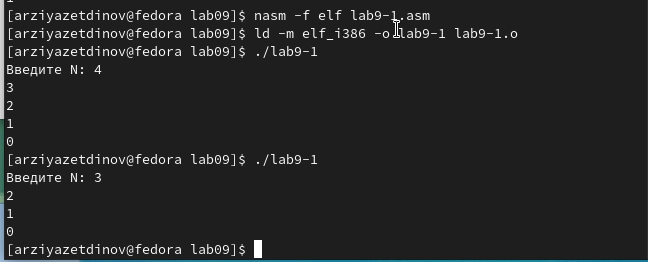 [arziyazetdinov@fedora lab09]$ nasm -f elf lab9-1.asm
[arziyazetdinov@fedora lab09]$ ld -m elf_i386 -o lab9-1 lab9-1.o
[arziyazetdinov@fedora lab09]$ ./lab9-1
Введите N: 4
3
2
1
0
[arziyazetdinov@fedora lab09]$ ./lab9-1
Введите N: 3
2
1
0
[arziyazetdinov@fedora lab09]$